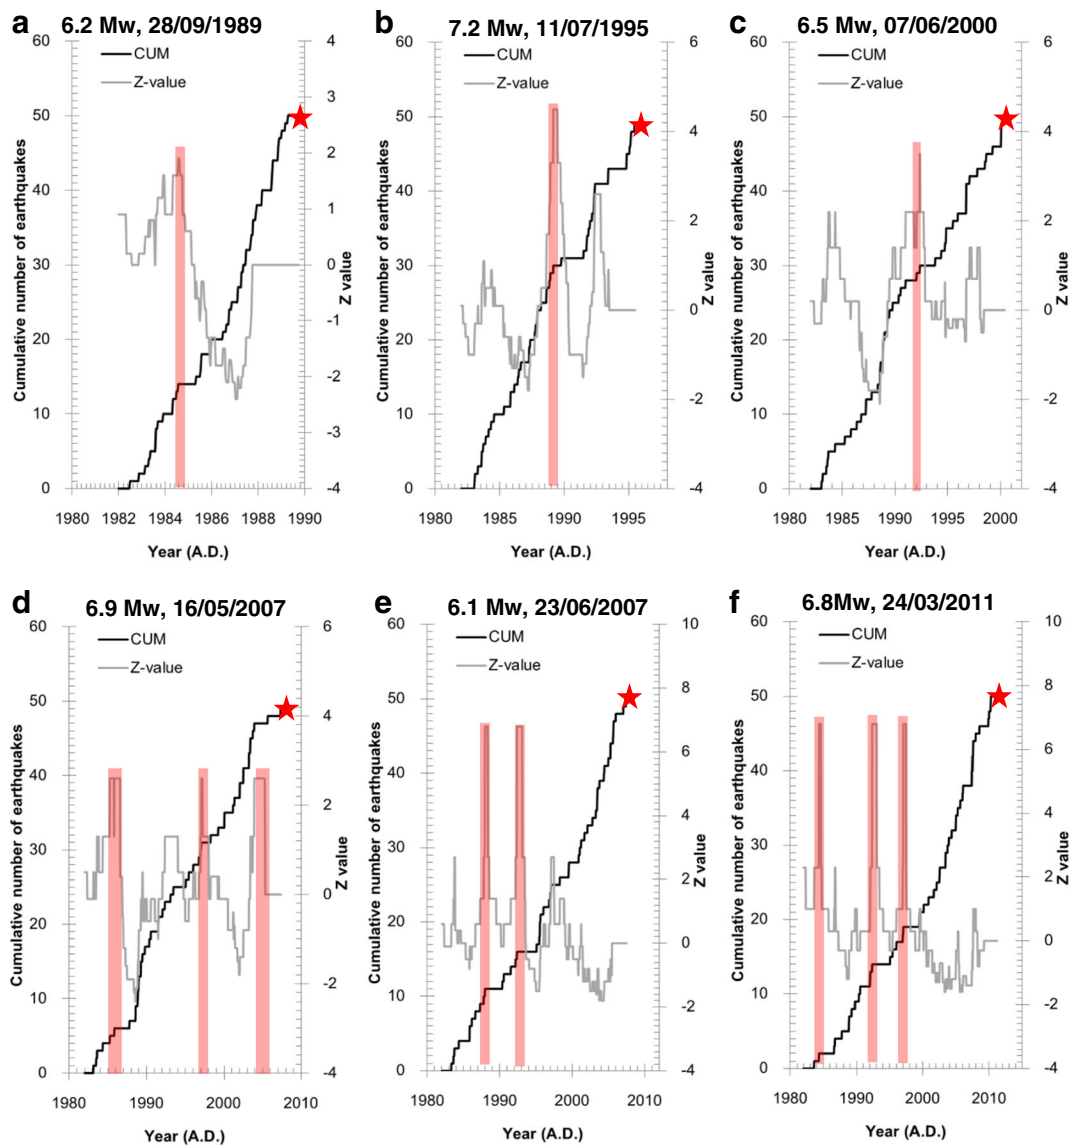 a 6.2 Mw, 28/09/1989
CUM
Z-value
Cumulative number of earthquakes
60
50
40
30
20
10
0
4
3
2
1
0
-1
-2
-3
-4
Z value
1980 1982 1984 1986 1988 1990
Year (A.D.)
b 7.2 Mw, 11/07/1995
CUM
Z-value
Cumulative number of earthquakes
60
50
40
30
20
10
0
6
4
2
0
-2
-4
Z value
1980 1985 1990 1995
Year (A.D.)
c 6.5 Mw, 07/06/2000
CUM
Z-value
Cumulative number of earthquakes
60
50
40
30
20
10
0
6
4
2
0
-2
-4
Z value
1980 1985 1990 1995 2000
Year (A.D.)
d 6.9 Mw, 16/05/2007
CUM
Z-value
Cumulative number of earthquakes
60
50
40
30
20
10
0
6
4
2
0
-2
-4
Z value
1980 1990 2000 2010
Year (A.D.)
e 6.1 Mw, 23/06/2007
CUM
Z-value
Cumulative number of earthquakes
60
50
40
30
20
10
0
10
8
6
4
2
0
-2
-4
Z value
1980 1990 2000 2010
Year (A.D.)
f 6.8Mw, 24/03/2011
CUM
Z-value
Cumulative number of earthquakes
60
50
40
30
20
10
0
10
8
6
4
2
0
-2
-4
Z value
1980 1990 2000 2010
Year (A.D.)